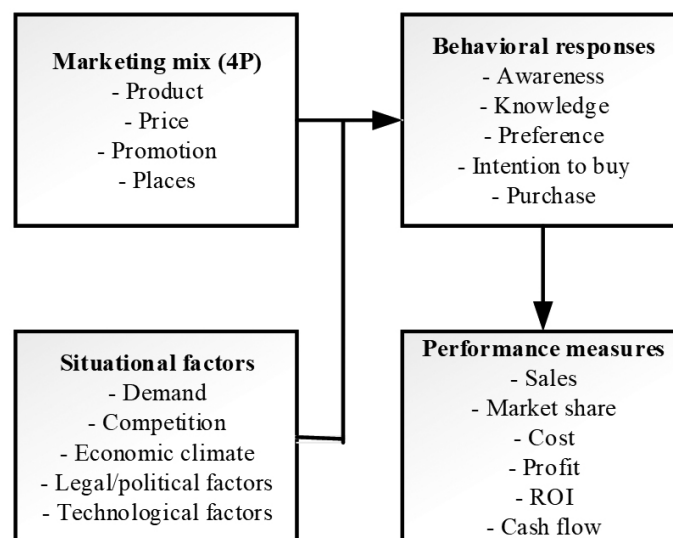 Marketing mix (4P)
- Product
- Price
- Promotion
- Places
Behavioral responses
- Awareness
- Knowledge
- Preference
- Intention to buy
- Purchase
Situational factors
- Demand
- Competition
- Economic climate
- Legal/political factors
- Technological factors
Performance measures
- Sales
- Market share
- Cost
- Profit
- ROI
- Cash flow